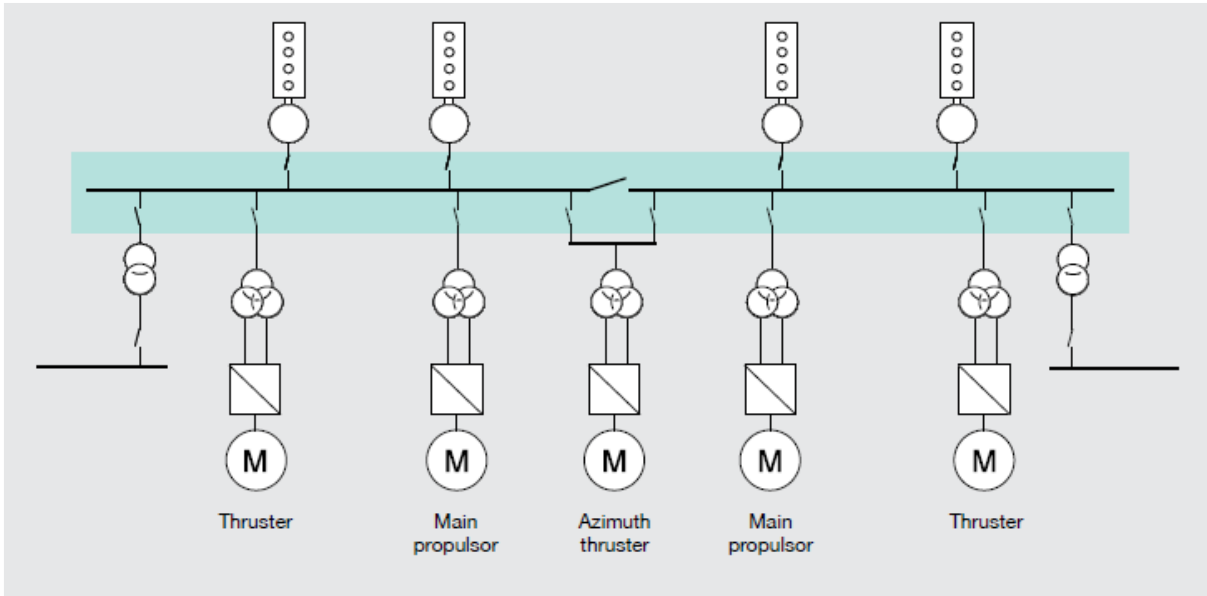 M M M M M
Thruster
Main
propulsor
Azimuth
thruster
Main
propulsor
Thruster